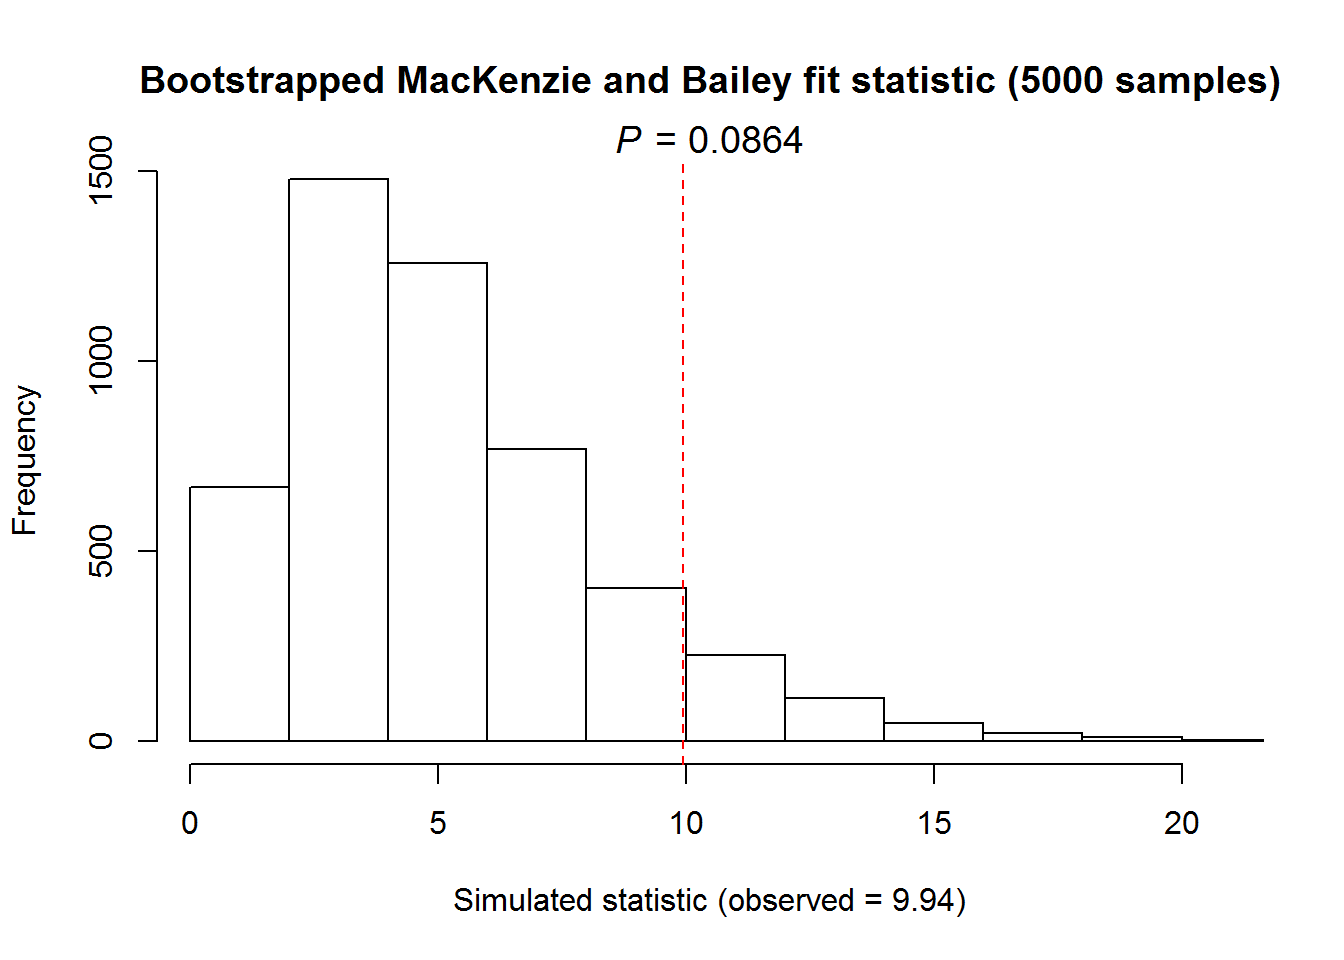 Bootstrapped MacKenzie and Bailey fit statistic (5000 samples)
P = 0.0864
1500
1000
500
0
Frequency
0 5 10 15 20
Simulated statistic (observed = 9.94)